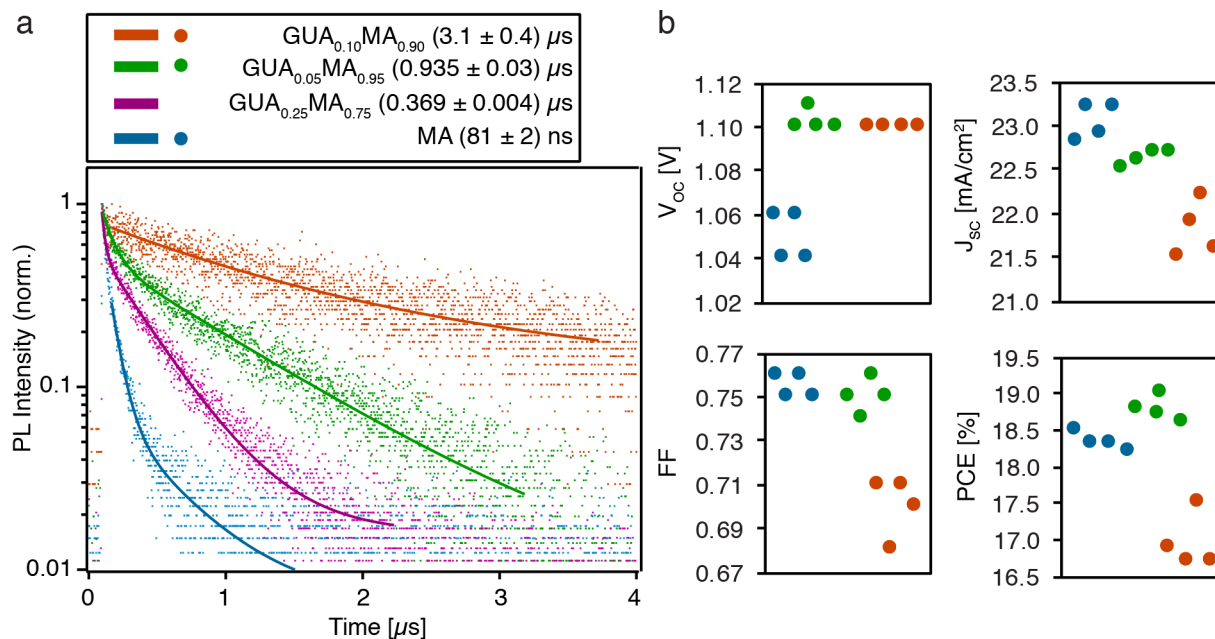 a
GUA0.10MA0.90 (3.1 ± 0.4) µs
GUA0.05MA0.95 (0.935 ± 0.03) µs
GUA0.25MA0.75 (0.369 ± 0.004) µs
MA (81 ± 2) ns
PL Intensity (norm.)
1
0.1
0.01
0 1 2 3 4
Time [µs]
b
VOC [V]
1.12
1.10
1.08
1.06
1.04
1.02
JSC [mA/cm2]
23.5
23.0
22.5
22.0
21.5
21.0
FF
0.77
0.75
0.73
0.71
0.69
0.67
PCE [%]
19.5
19.0
18.5
18.0
17.5
17.0
16.5